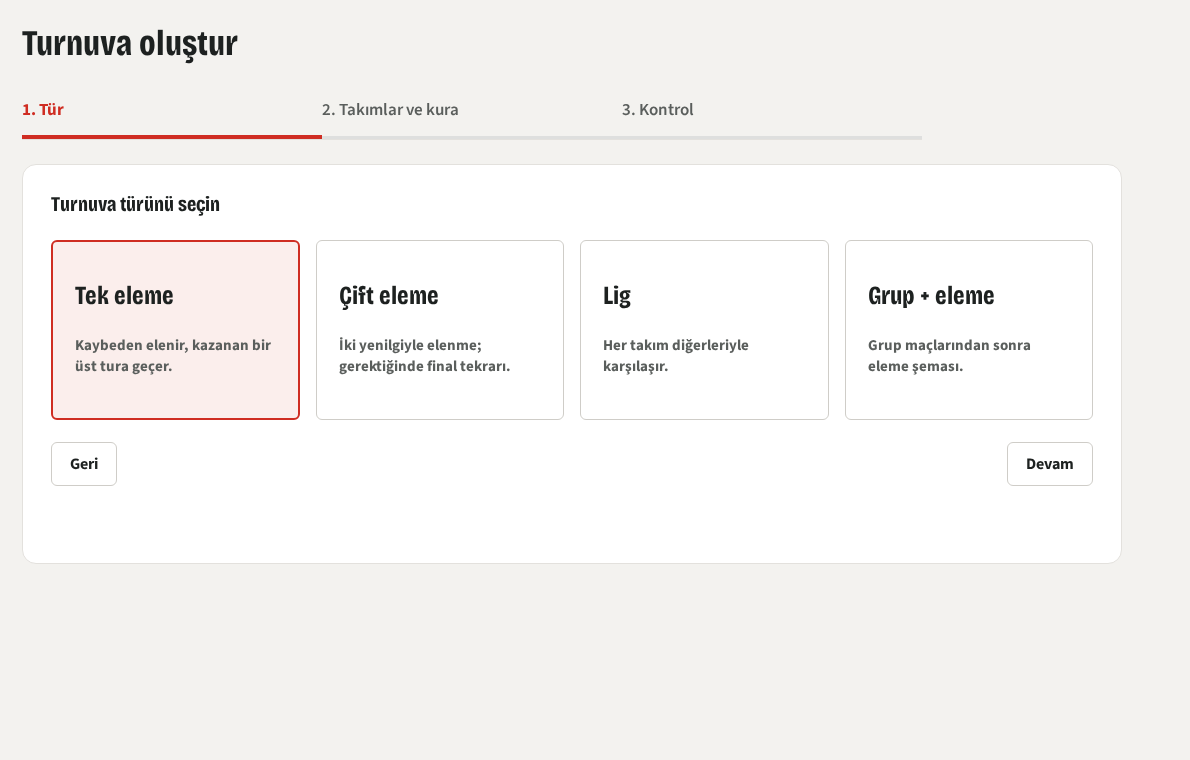 Turnuva oluştur
1. Tür
2. Takımlar ve kura
3. Kontrol
Turnuva türünü seçin
Tek eleme
Kaybeden elenir, kazanan bir
üst tura geçer.
Çift eleme
İki yenilgiyle elenme;
gerektiğinde final tekrarı.
Lig
Her takım diğerleriyle
karşılaşır.
Grup + eleme
Grup maçlarından sonra
eleme şeması.
Geri
Devam